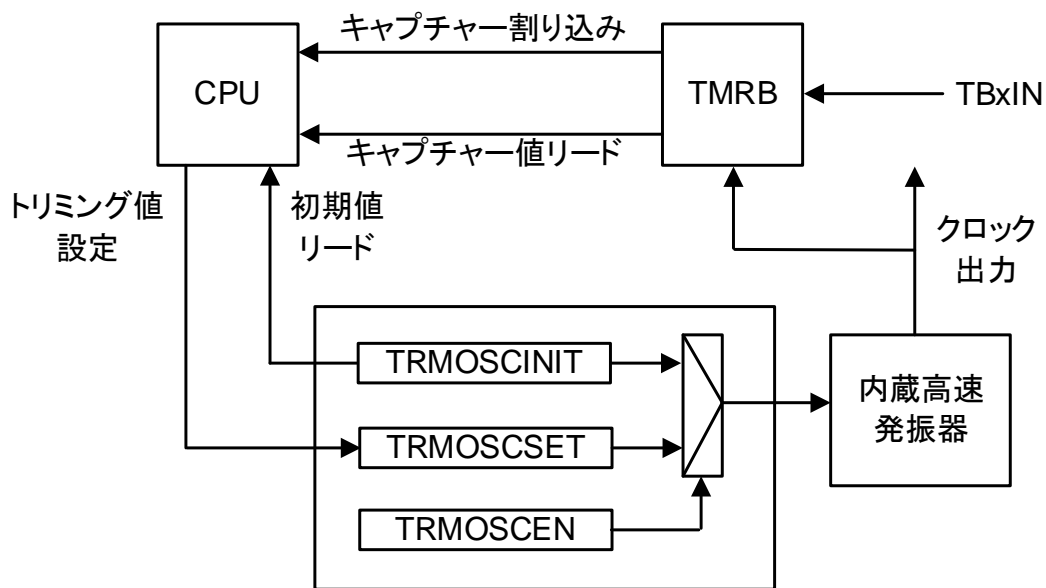 キャプチャー割り込み
CPU
TMRB
TBxIN
キャプチャー値リード
トリミング値
設定
初期値
リード
クロック
出力
TRMOSCINIT
内蔵高速
発振器
TRMOSCSET
TRMOSCEN